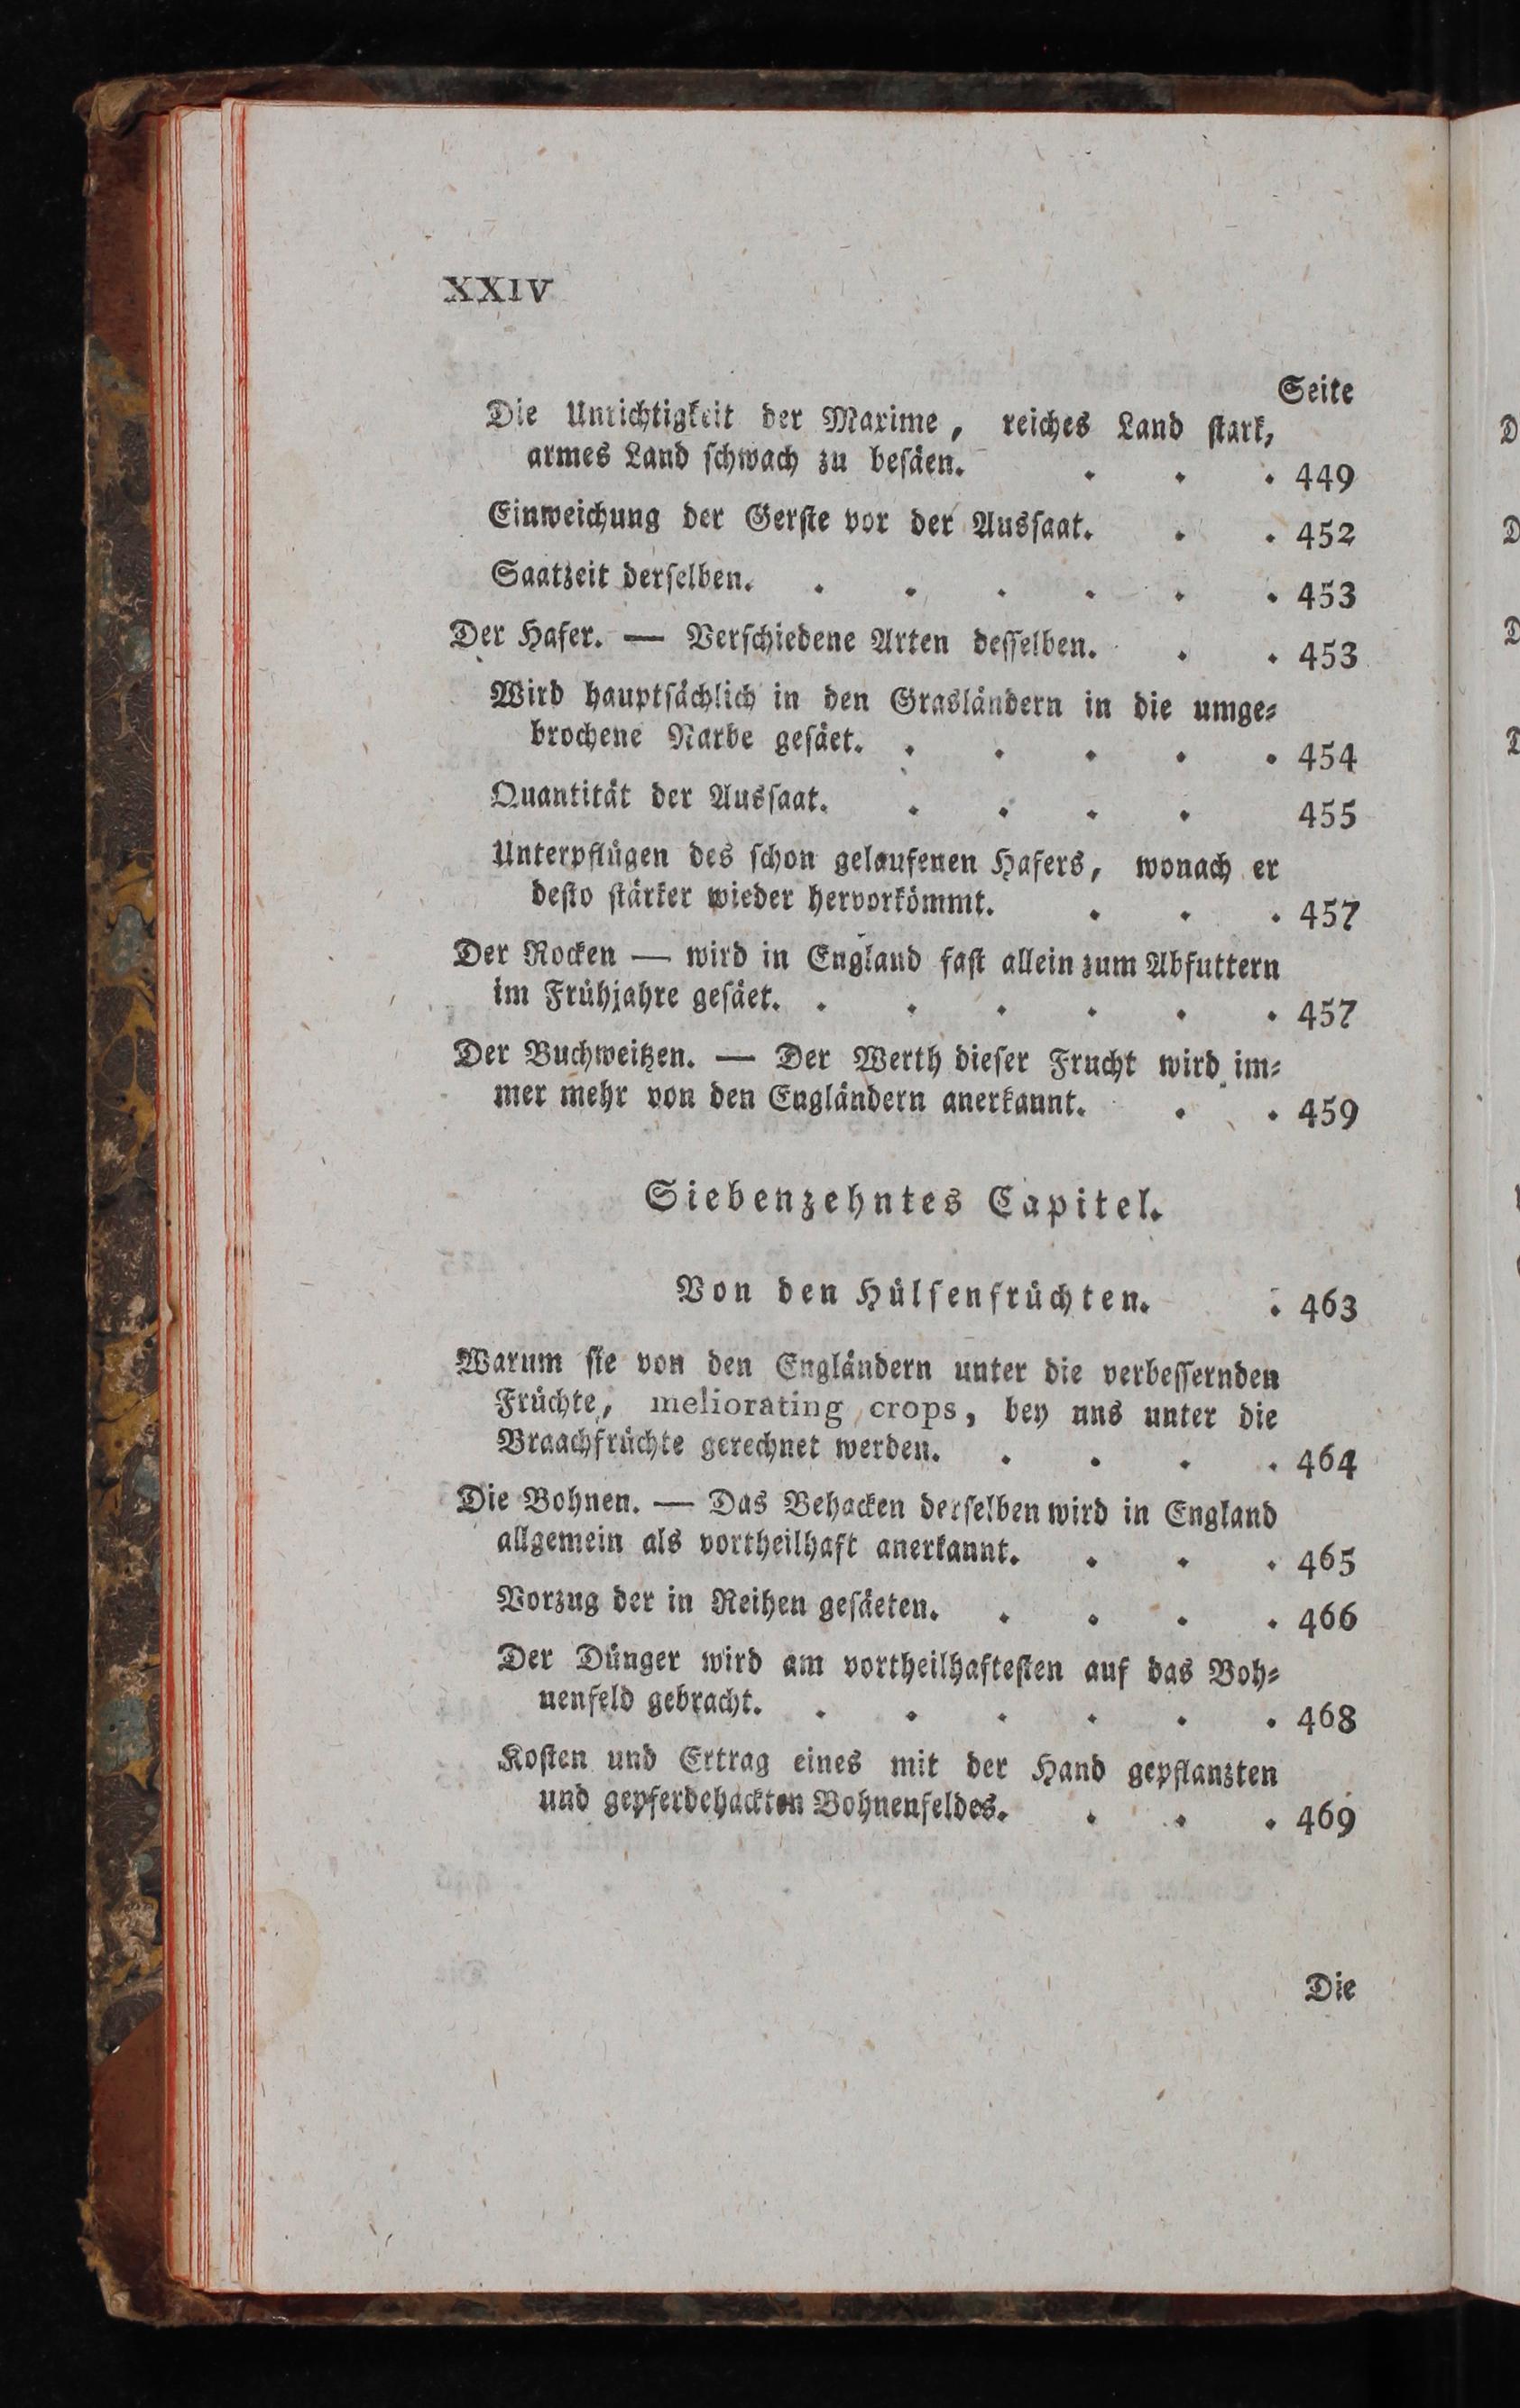 XXIV
Seite
Die Unrichtigkeit der Maxime, reiches Land stark,
armes Land schwach zu besäen. . . . 449
Einweichung der Gerste vor der Aussaat. . . 452
Saatzeit derselben. . . . . . . 453
Der Hafer. — Verschiedene Arten desselben. . . 453
Wird hauptsächlich in den Grasländern in die umge-
brochene Narbe gesäet. . . . . . 454
Quantität der Aussaat. . . . . 455
Unterpflügen des schon gelaufenen Hafers, wonach er
desto stärker wieder hervorkömmt. . . . 457
Der Rocken — wird in England fast allein zum Abfuttern
im Frühjahre gesäet. . . . . . . 457
Der Buchweitzen. — Der Werth dieser Frucht wird im-
mer mehr von den Engländern anerkannt. . . 459
Siebenzehntes Capitel.
Von den Hülsenfrüchten. . 463
Warum sie von den Engländern unter die verbessernden
Früchte, meliorating crops, bey uns unter die
Braachfrüchte gerechnet werden. . . . . 464
Die Bohnen. — Das Behacken derselben wird in England
allgemein als vortheilhaft anerkannt. . . . 465
Vorzug der in Reihen gesäeten. . . . . 466
Der Dünger wird am vortheilhaftesten auf das Boh-
nenfeld gebracht. . . . . . . 468
Kosten und Ertrag eines mit der Hand gepflanzten
und gepferdehackten Bohnenfeldes. . . . 469
Die
D
D
D
D